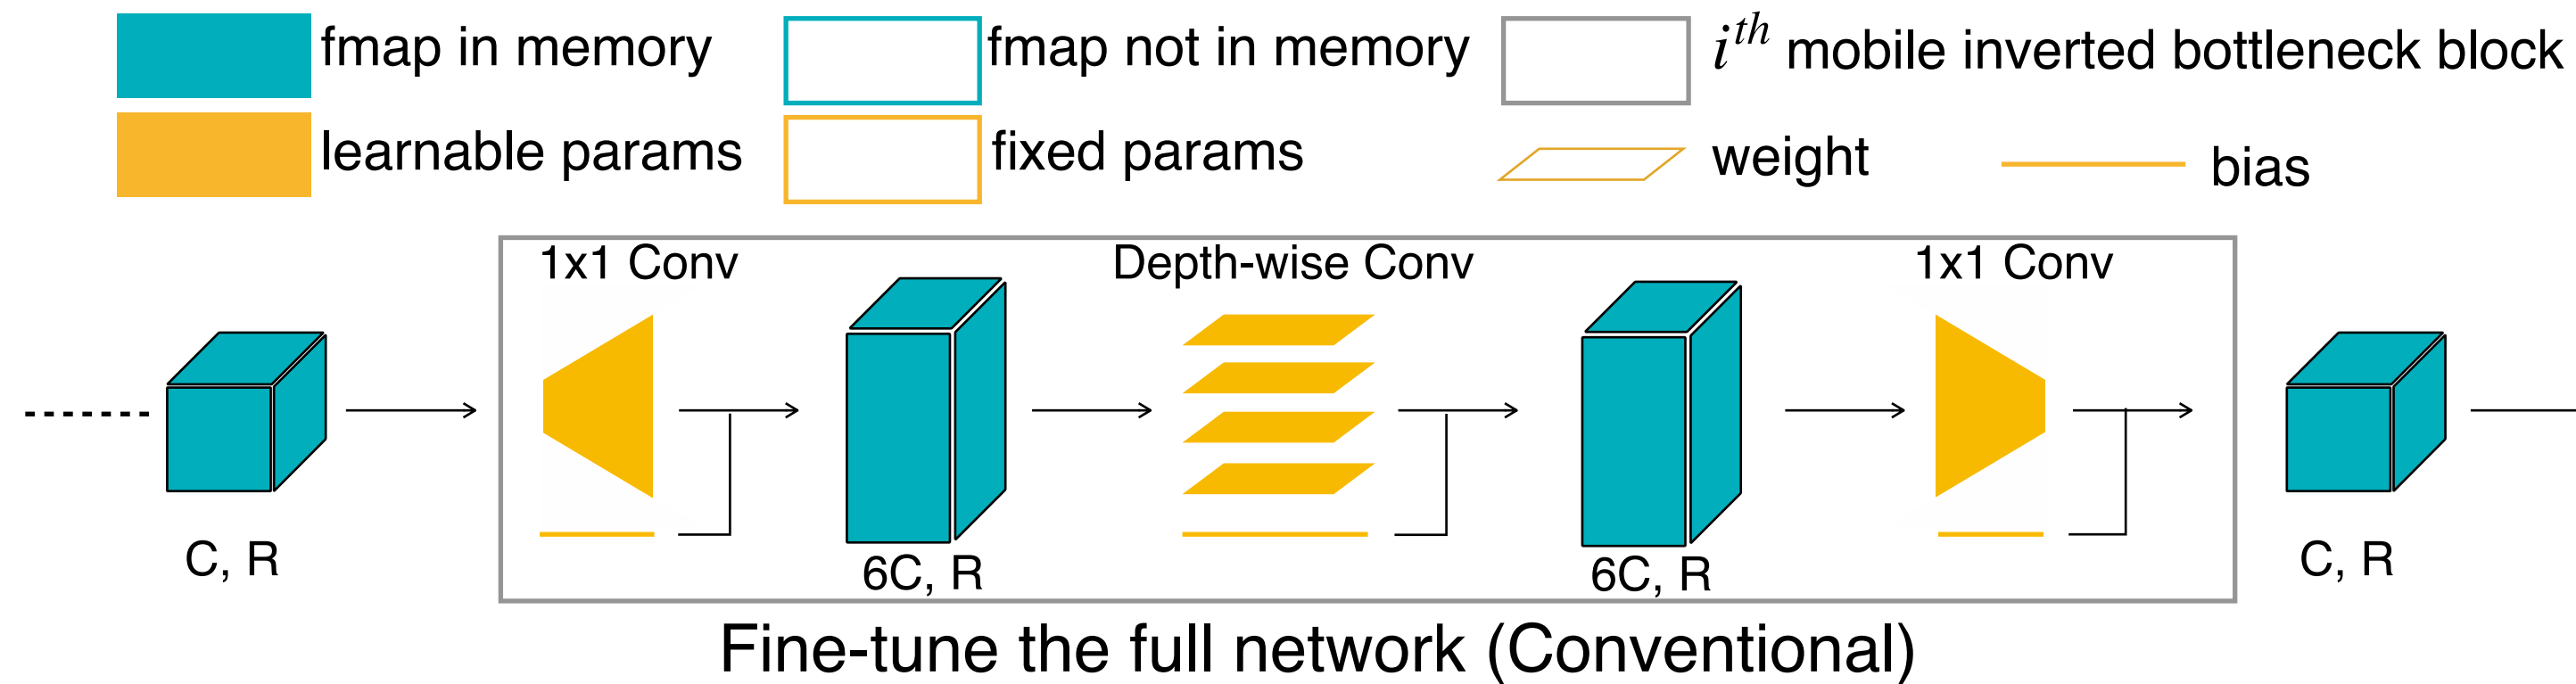 fmap in memory
fmap not in memory
i^{th} mobile inverted bottleneck block
learnable params
fixed params
weight
bias
1x1 Conv
Depth-wise Conv
1x1 Conv
C, R
6C, R
6C, R
C, R
Fine-tune the full network (Conventional)